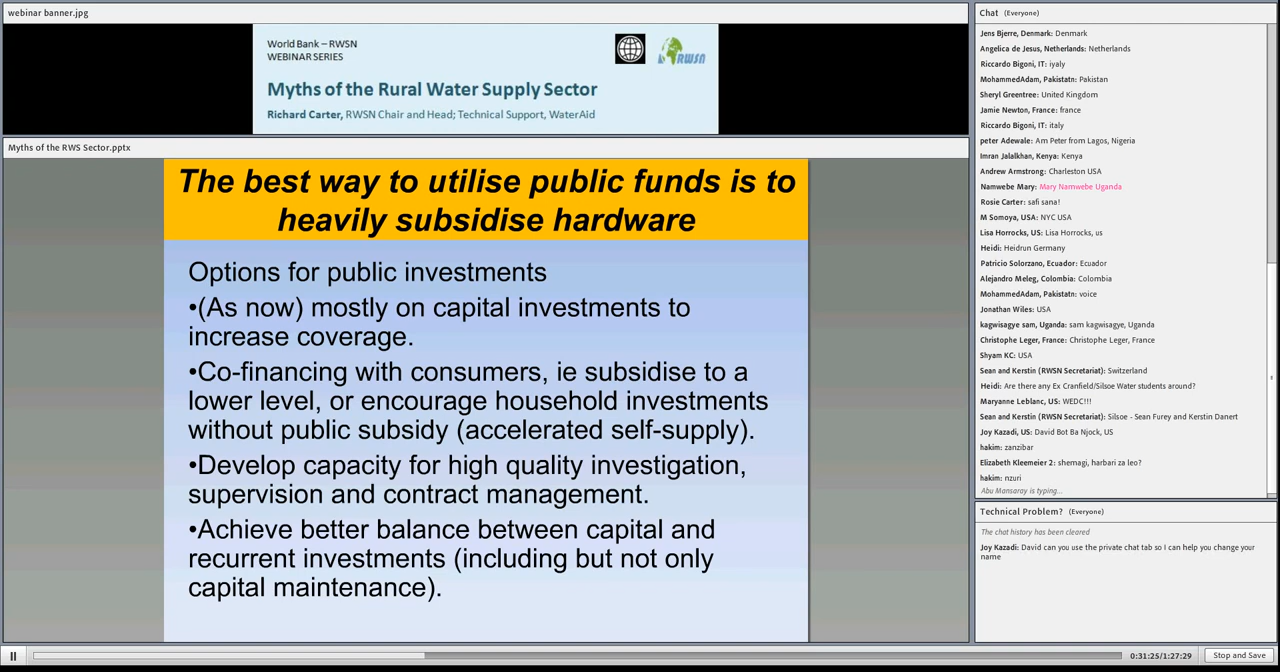 webinar banner.jpg
World Bank – RWSN
WEBINAR SERIES
RWSN
Myths of the Rural Water Supply Sector
Richard Carter, RWSN Chair and Head; Technical Support, WaterAid
Myths of the RWS Sector.pptx
The best way to utilise public funds is to
heavily subsidise hardware
Options for public investments
•(As now) mostly on capital investments to
increase coverage.
•Co-financing with consumers, ie subsidise to a
lower level, or encourage household investments
without public subsidy (accelerated self-supply).
•Develop capacity for high quality investigation,
supervision and contract management.
•Achieve better balance between capital and
recurrent investments (including but not only
capital maintenance).
Chat (Everyone)
Jens Bjerre, Denmark: Denmark
Angelica de Jesus, Netherlands: Netherlands
Riccardo Bigoni, IT: iyaly
MohammedAdam, Pakistatn: Pakistan
Sheryl Greentree: United Kingdom
Jamie Newton, France: france
Riccardo Bigoni, IT: italy
peter Adewale: Am Peter from Lagos, Nigeria
Imran Jalalkhan, Kenya: Kenya
Andrew Armstrong: Charleston USA
Namwebe Mary: Mary Namwebe Uganda
Rosie Carter: safi sana!
M Somoya, USA: NYC USA
Lisa Horrocks, US: Lisa Horrocks, us
Heidi: Heidrun Germany
Patricio Solorzano, Ecuador: Ecuador
Alejandro Meleg, Colombia: Colombia
MohammedAdam, Pakistatn: voice
Jonathan Wiles: USA
kagwisagye sam, Uganda: sam kagwisagye, Uganda
Christophe Leger, France: Christophe Leger, France
Shyam KC: USA
Sean and Kerstin (RWSN Secretariat): Switzerland
Heidi: Are there any Ex Cranfield/Silsoe Water students around?
Maryanne Leblanc, US: WEDC!!!
Sean and Kerstin (RWSN Secretariat): Silsoe - Sean Furey and Kerstin Danert
Joy Kazadi, US: David Bot Ba Njock, US
hakim: zanzibar
Elizabeth Kleemeier 2: shemagi, harbari za leo?
hakim: nzuri
Abu Mansaray is typing...
Technical Problem? (Everyone)
The chat history has been cleared
Joy Kazadi: David can you use the private chat tab so I can help you change your
name
0:31:25/1:27:29
Stop and Save